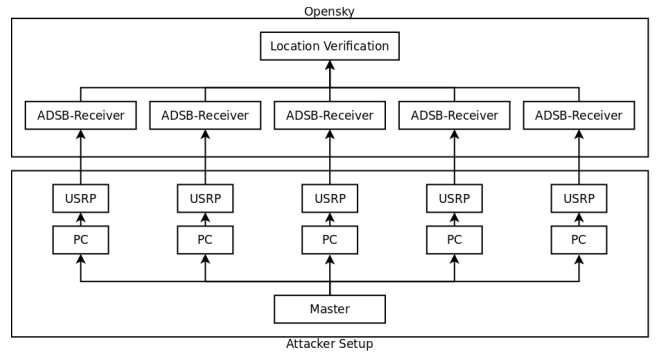 Opensky
Location Verification
ADSB-Receiver ADSB-Receiver ADSB-Receiver ADSB-Receiver ADSB-Receiver
USRP USRP USRP USRP USRP
PC PC PC PC PC
Master
Attacker Setup